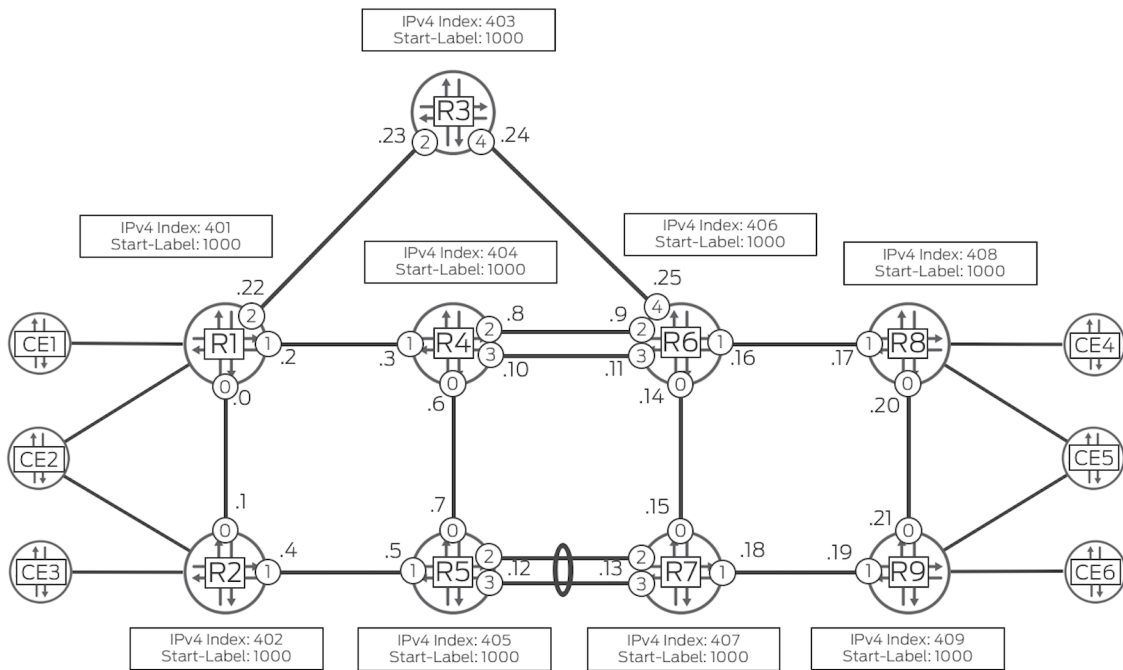 IPv4 Index: 403
Start-Label: 1000
R3
.23
2
4
.24
IPv4 Index: 401
Start-Label: 1000
IPv4 Index: 404
Start-Label: 1000
IPv4 Index: 406
Start-Label: 1000
IPv4 Index: 408
Start-Label: 1000
.22
2
.8
.9
.25
4
CE1
R1
1
.2
.3
1
R4
2
3
.10
.11
2
3
R6
1
.16
.17
1
R8
CE4
0
.0
.6
0
0
.14
0
.20
CE2
CE5
.1
0
.7
0
.15
0
.21
0
CE3
R2
1
.4
.5
1
R5
2
3
.12
.13
2
3
R7
1
.18
.19
1
R9
CE6
IPv4 Index: 402
Start-Label: 1000
IPv4 Index: 405
Start-Label: 1000
IPv4 Index: 407
Start-Label: 1000
IPv4 Index: 409
Start-Label: 1000